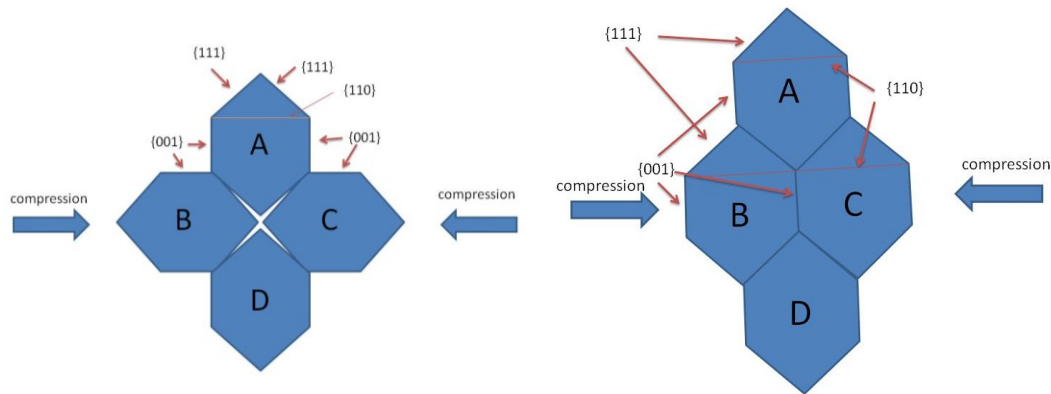 {111}
{111}
{110}
{001}
{001}
A
compression
compression
B
C
D
{111}
A
{110}
{001}
compression
compression
B
C
D